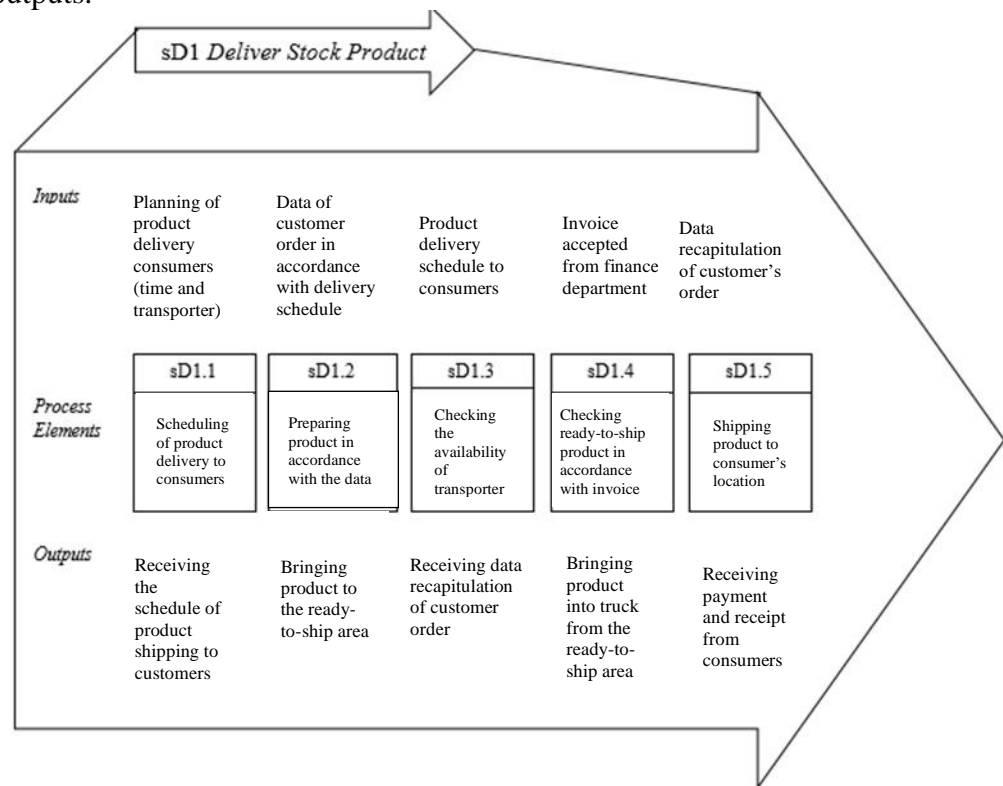 outputs.
sD1 Deliver Stock Product
Inputs
Planning of
product
delivery
consumers
(time and
transporter)
Data of
customer
order in
accordance
with delivery
schedule
Product
delivery
schedule to
consumers
Invoice
accepted
from finance
department
Data
recapitulation
of customer's
order
Process
Elements
sD1.1
Scheduling
of product
delivery to
consumers
sD1.2
Preparing
product in
accordance
with the data
sD1.3
Checking
the
availability
of
transporter
sD1.4
Checking
ready-to-ship
product in
accordance
with invoice
sD1.5
Shipping
product to
consumer's
location
Outputs
Receiving
the
schedule of
product
shipping to
customers
Bringing
product to
the ready-
to-ship area
Receiving data
recapitulation
of customer
order
Bringing
product
into truck
from the
ready-to-
ship area
Receiving
payment
and receipt
from
consumers